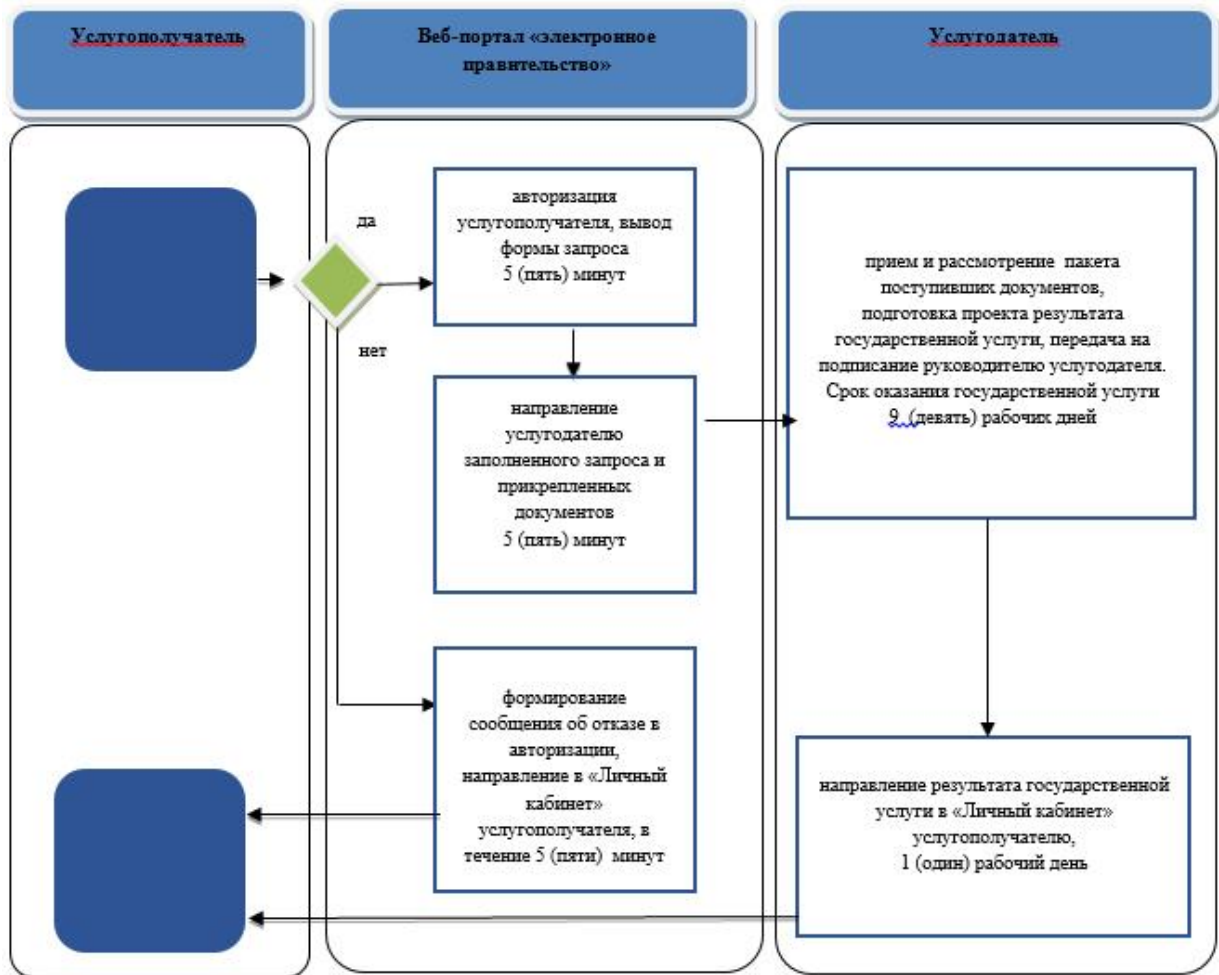 Услугополучатель
Веб-портал «электронное
правительство»
Услугодатель
да
нет
авторизация
услугополучателя, вывод
формы запроса
5 (пять) минут
направление
услугодателю
заполненного запроса и
прикрепленных
документов
5 (пять) минут
формирование
сообщения об отказе в
авторизации,
направление в «Личный
кабинет»
услугополучателя, в
течение 5 (пяти) минут
прием и рассмотрение пакета
поступивших документов,
подготовка проекта результата
государственной услуги, передача на
подписание руководителю услугодателя.
Срок оказания государственной услуги
9 (девять) рабочих дней
направление результата государственной
услуги в «Личный кабинет»
услугополучателю,
1 (один) рабочий день